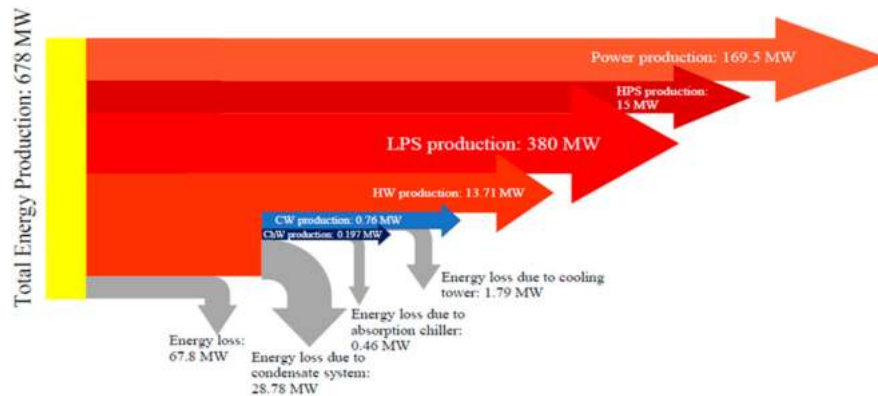 Total Energy Production: 678 MW
Power production: 169.5 MW
HPS production:
15 MW
LPS production: 380 MW
HW production: 13.71 MW
CW production: 0.76 MW
ChW production: 0.197 MW
Energy loss due to cooling
tower: 1.79 MW
Energy loss due to
absorption chiller:
0.46 MW
Energy loss:
67.8 MW
Energy loss due to
condensate system:
28.78 MW